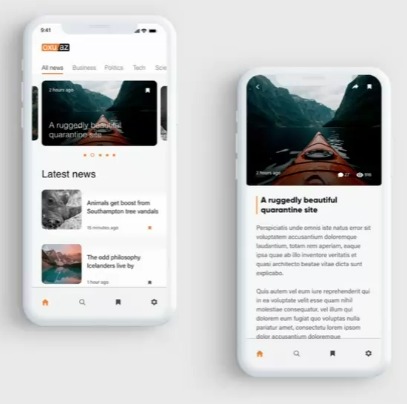 9:41
oxu.az
All news Business Politics Tech Scie
2 hours ago
A ruggedly beautiful
quarantine site
Latest news
Animals get boost from
Southampton tree vandals
15 minutes ago
The odd philosophy
Icelanders live by
1 hour ago
2 hours ago
A ruggedly beautiful
quarantine site
Perspiciatis unde omnis iste natus error sit
voluptatem accusantium doloremque
laudantium, totam rem aperiam, eaque
ipsa quae ab illo inventore veritatis et
quasi architecto beatae vitae dicta sunt
explicabo.
Quis autem vel eum iure reprehenderit qui
in ea voluptate velit esse quam nihil
molestiae consequatur, vel illum qui
dolorem eum fugiat quo voluptas nulla
pariatur amet, consectetu lorem ipsum
dolor accusantium doloremque